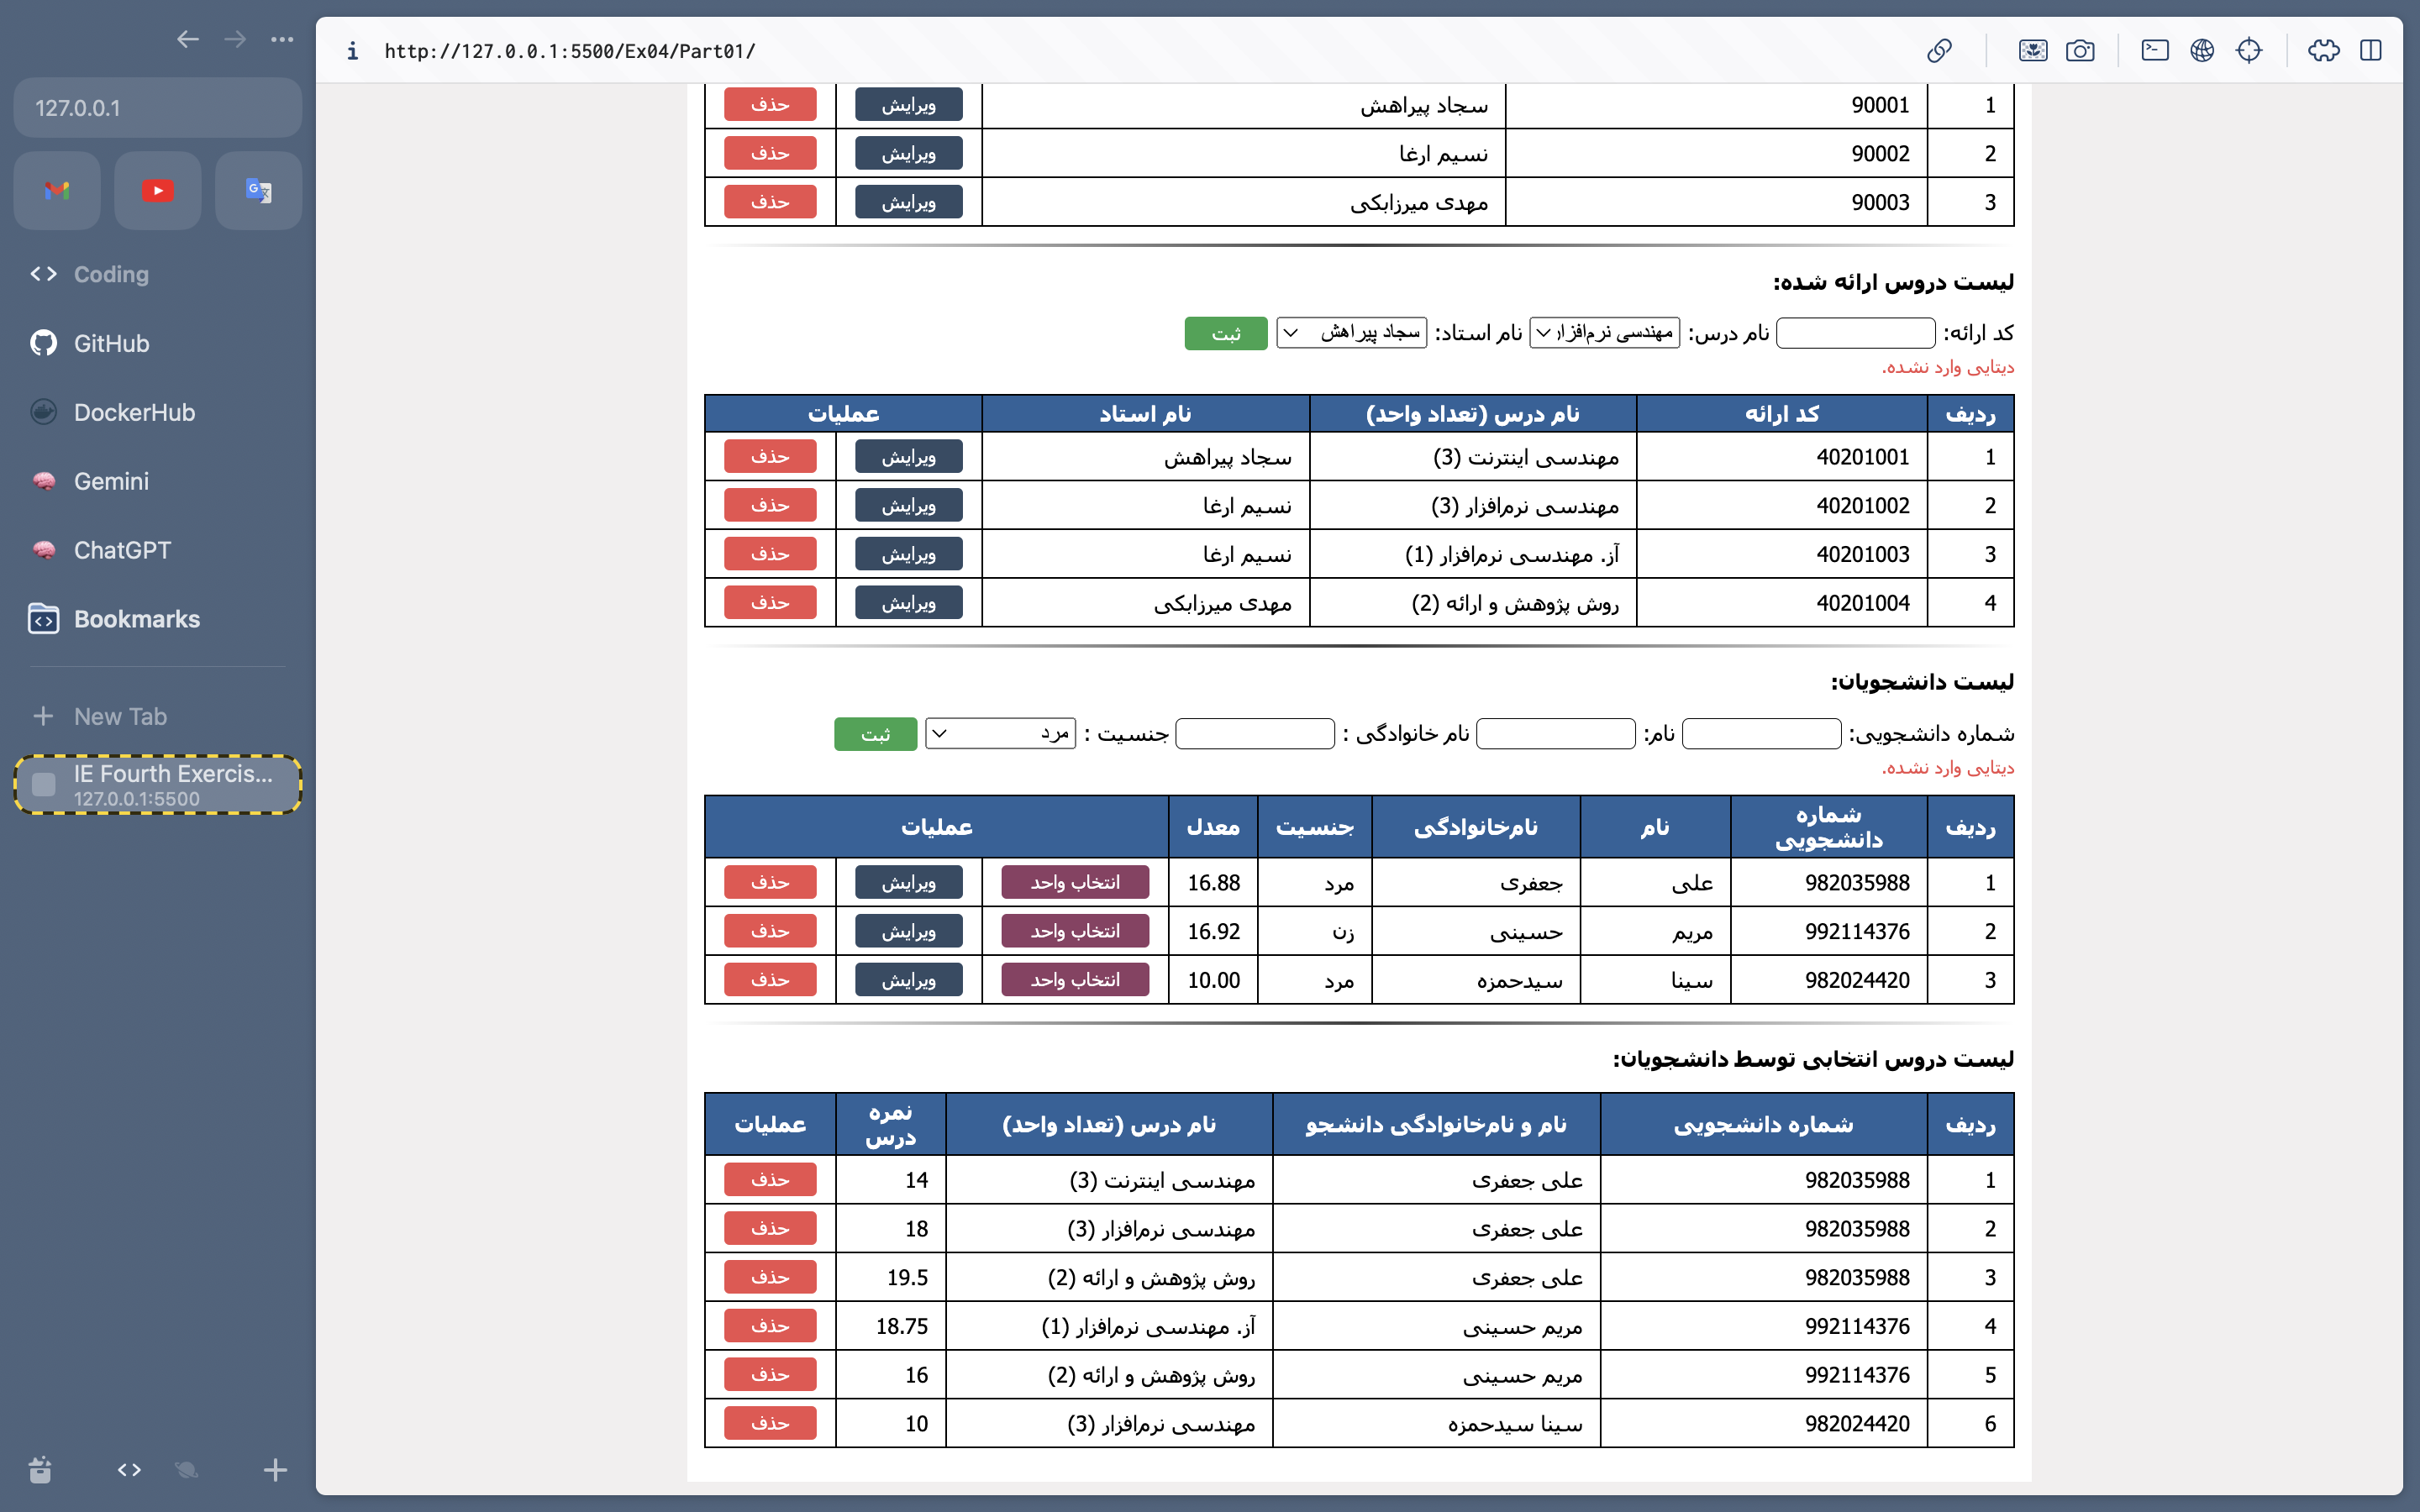 127.0.0.1
Coding
GitHub
DockerHub
Gemini
ChatGPT
Bookmarks
New Tab
IE Fourth Exercis...
127.0.0.1:5500
http://127.0.0.1:5500/Ex04/Part01/
1 90001 سجاد پیراهش ویرایش حذف
2 90002 نسیم ارغا ویرایش حذف
3 90003 مهدی میرزابکی ویرایش حذف
لیست دروس ارائه شده:
کد ارائه: نام درس: مهندسی نرم‌افزار نام استاد: سجاد پیراهش ثبت
دیتایی وارد نشده.
ردیف کد ارائه نام درس (تعداد واحد) نام استاد عملیات
1 40201001 مهندسی اینترنت (3) سجاد پیراهش ویرایش حذف
2 40201002 مهندسی نرم‌افزار (3) نسیم ارغا ویرایش حذف
3 40201003 آز. مهندسی نرم‌افزار (1) نسیم ارغا ویرایش حذف
4 40201004 روش پژوهش و ارائه (2) مهدی میرزابکی ویرایش حذف
لیست دانشجویان:
شماره دانشجویی: نام: نام خانوادگی : جنسیت : مرد ثبت
دیتایی وارد نشده.
ردیف شماره دانشجویی نام نام‌خانوادگی جنسیت معدل عملیات
1 982035988 علی جعفری مرد 16.88 انتخاب واحد ویرایش حذف
2 992114376 مریم حسینی زن 16.92 انتخاب واحد ویرایش حذف
3 982024420 سینا سیدحمزه مرد 10.00 انتخاب واحد ویرایش حذف
لیست دروس انتخابی توسط دانشجویان:
ردیف شماره دانشجویی نام و نام‌خانوادگی دانشجو نام درس (تعداد واحد) نمره درس عملیات
1 982035988 علی جعفری مهندسی اینترنت (3) 14 حذف
2 982035988 علی جعفری مهندسی نرم‌افزار (3) 18 حذف
3 982035988 علی جعفری روش پژوهش و ارائه (2) 19.5 حذف
4 992114376 مریم حسینی آز. مهندسی نرم‌افزار (1) 18.75 حذف
5 992114376 مریم حسینی روش پژوهش و ارائه (2) 16 حذف
6 982024420 سینا سیدحمزه مهندسی نرم‌افزار (3) 10 حذف